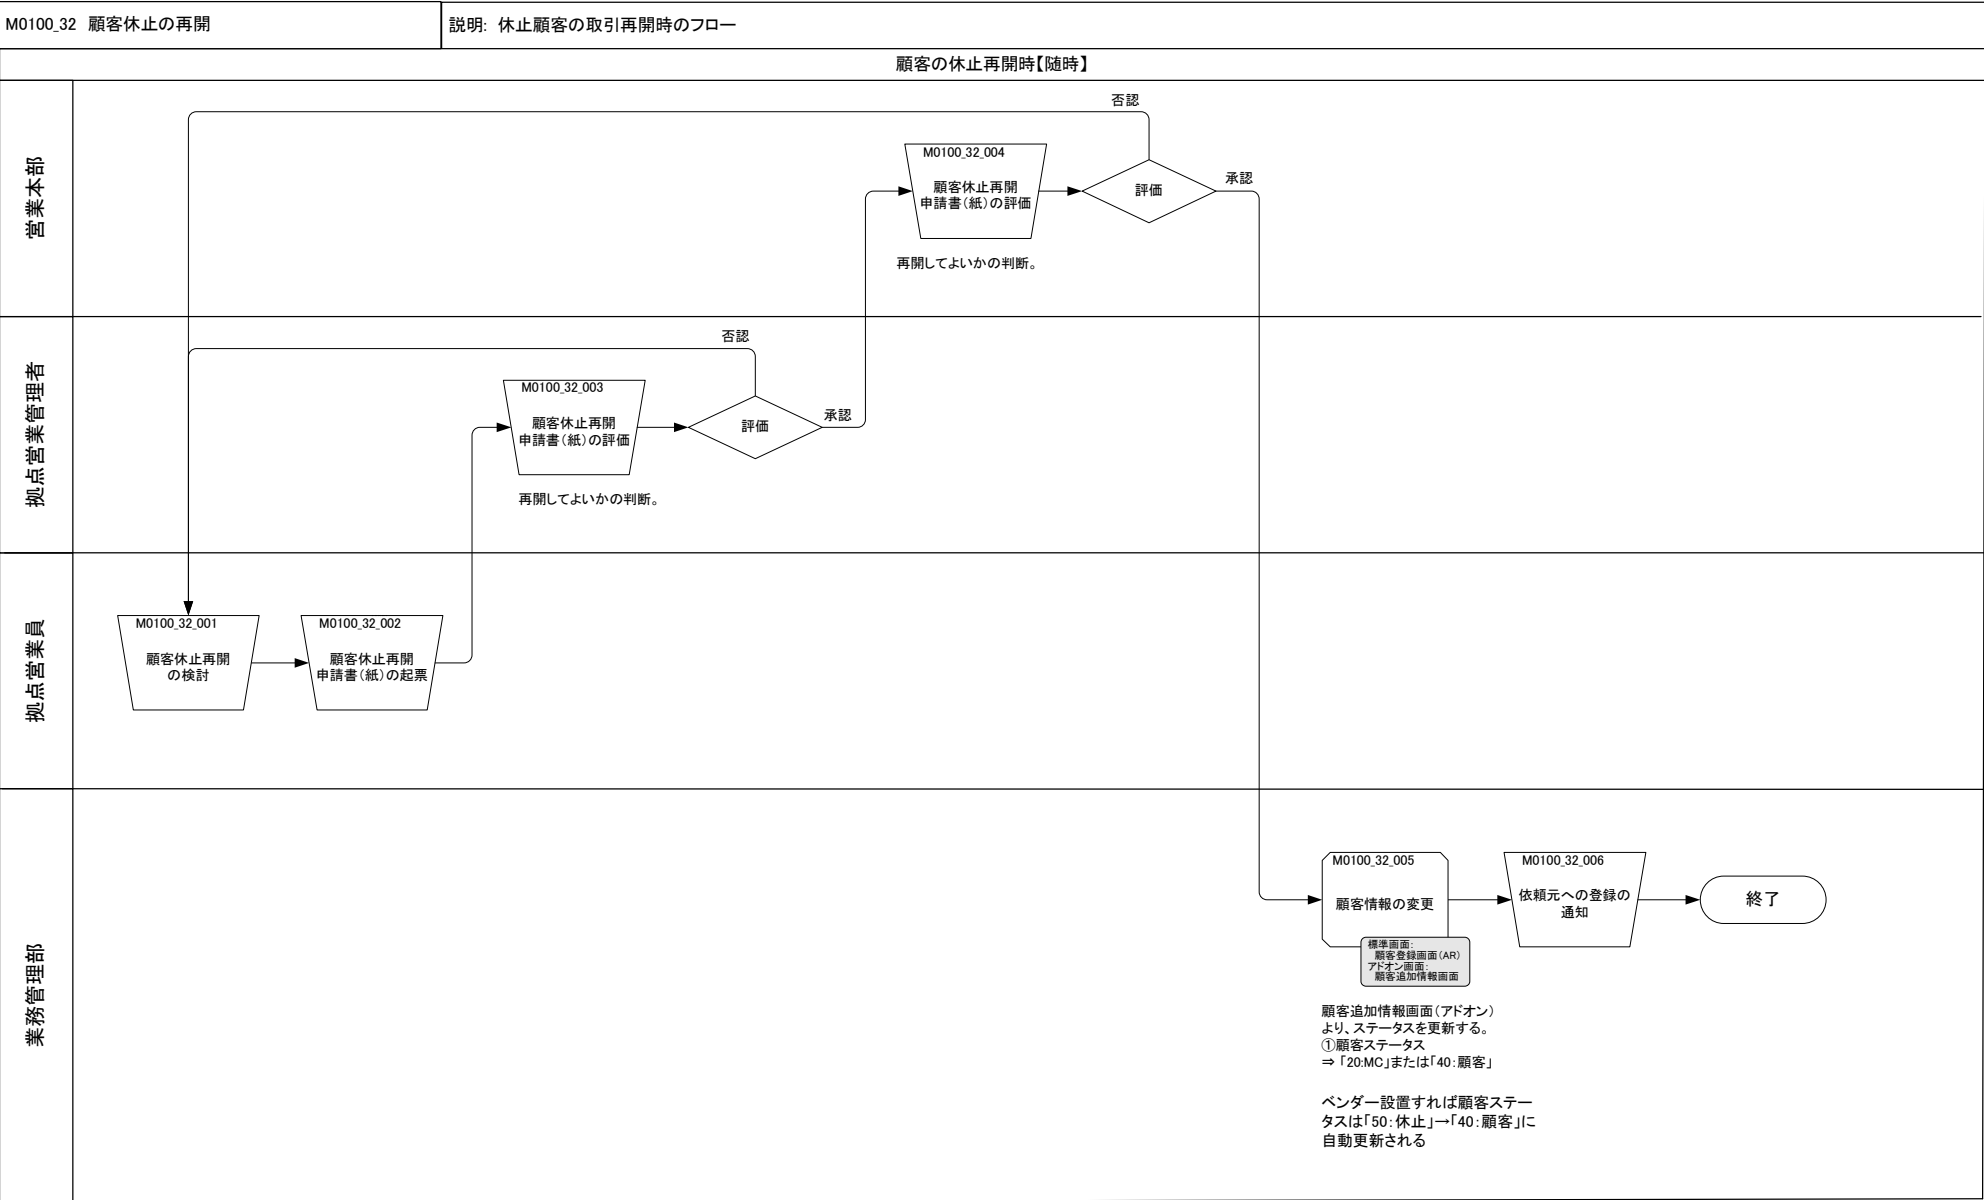 M0100_32 顧客休止の再開
説明: 休止顧客の取引再開時のフロー
顧客の休止再開時【随時】
営業本部
否認
M0100_32_004
顧客休止再開
申請書（紙）の評価
評価
承認
再開してよいかの判断。
拠点営業管理者
否認
M0100_32_003
顧客休止再開
申請書（紙）の評価
評価
承認
再開してよいかの判断。
拠点営業員
M0100_32_001
顧客休止再開
の検討
M0100_32_002
顧客休止再開
申請書（紙）の起票
業務管理部
M0100_32_005
顧客情報の変更
標準画面:
顧客登録画面（AR）
アドオン画面:
顧客追加情報画面
M0100_32_006
依頼元への登録の
通知
終了
顧客追加情報画面（アドオン）
より、ステータスを更新する。
①顧客ステータス
⇒「20:MC」または「40:顧客」
ベンダー設置すれば顧客ステー
タスは「50:休止」→「40:顧客」に
自動更新される